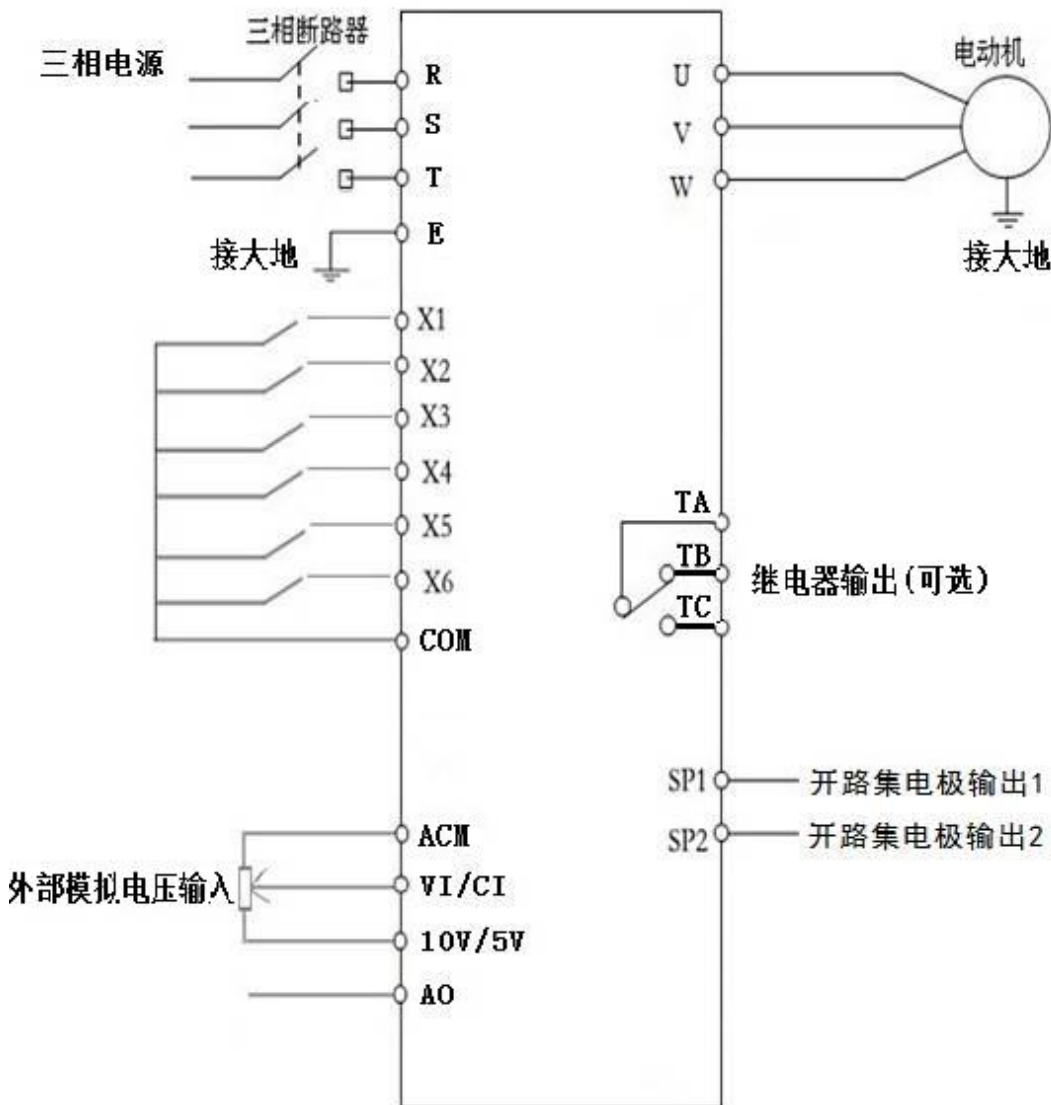 三相断路器
三相电源
R
S
T
E
接大地
U
V
W
电动机
接大地
X1
X2
X3
X4
X5
X6
COM
TA
TB
TC
继电器输出(可选)
SP1
开路集电极输出1
SP2
开路集电极输出2
ACM
外部模拟电压输入
VI/CI
10V/5V
AO